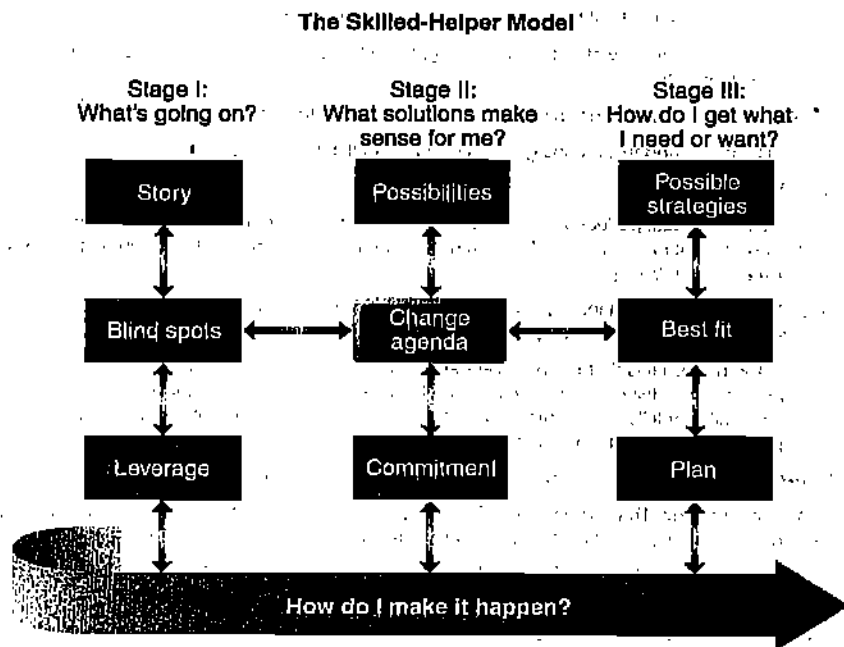 The Skilled-Helper Model
Stage I:
What's going on?
Stage II:
What solutions make
sense for me?
Stage III:
How do I get what
I need or want?
Story
Possibilities
Possible
strategies
Blind spots
Change
agenda
Best fit
Leverage
Commitment
Plan
How do I make it happen?